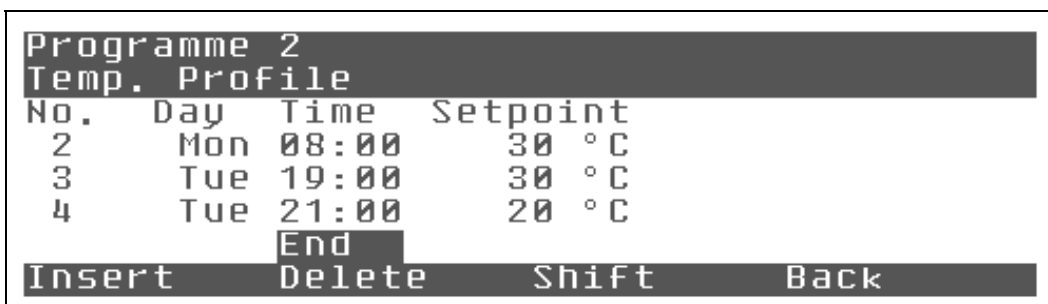 Programme 2
Temp. Profile
No. Day Time Setpoint
2 Mon 08:00 30 °C
3 Tue 19:00 30 °C
4 Tue 21:00 20 °C
End
Insert Delete Shift Back